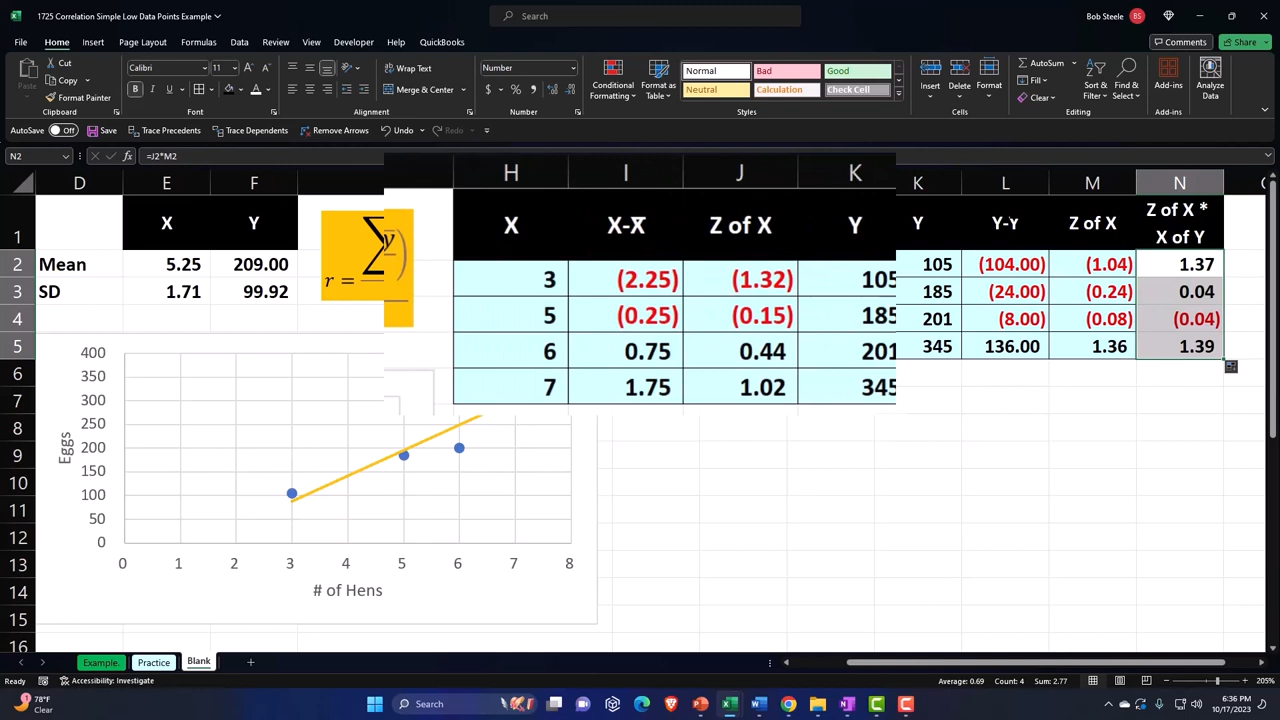 1725 Correlation Simple Low Data Points Example
Search
Bob Steele BS
File Home Insert Page Layout Formulas Data Review View Developer Help QuickBooks
Comments Share
Paste
Cut
Copy
Format Painter
Clipboard
Calibri 11
B I U
Font
Wrap Text
Merge & Center
Alignment
Number
$ %
Number
Conditional Formatting
Format as Table
Normal Bad Good
Neutral Calculation Check Cell
Styles
Insert Delete Format
Cells
AutoSum
Fill
Clear
Sort & Filter
Find & Select
Editing
Add-ins
Add-ins
Analyze Data
AutoSave Off Save Trace Precedents Trace Dependents Remove Arrows Undo Redo
N2 fx =J2*M2
D E F H I J K K L M N
1 X Y X X-X̅ Z of X Y Y Y-Y̅ Z of X Z of X * X of Y
2 Mean 5.25 209.00 3 (2.25) (1.32) 105 105 (104.00) (1.04) 1.37
3 SD 1.71 99.92 5 (0.25) (0.15) 185 185 (24.00) (0.24) 0.04
4 6 0.75 0.44 201 201 (8.00) (0.08) (0.04)
5 7 1.75 1.02 345 345 136.00 1.36 1.39
r = ∑ y )
6
7
8
9
10
11
12
13
14
15
16
400
350
300
250
200
150
100
50
0
Eggs
0 1 2 3 4 5 6 7 8
# of Hens
Example. Practice Blank
Ready Accessibility: Investigate Average: 0.69 Count: 4 Sum: 2.77 205%
78°F
Clear
Search
6:36 PM
10/17/2023